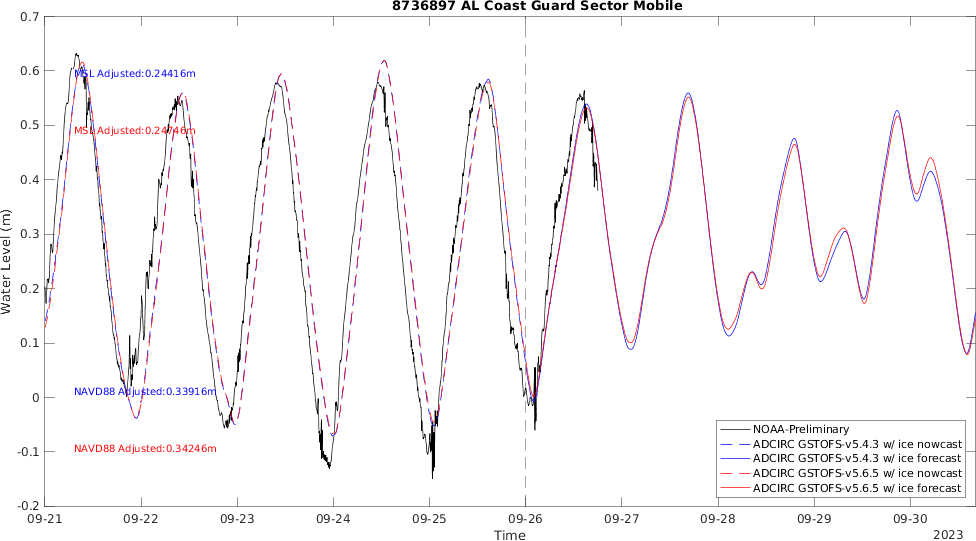 8736897 AL Coast Guard Sector Mobile
0.7
0.6
0.5
0.4
0.3
0.2
0.1
0
-0.1
-0.2
Water Level (m)
MSL Adjusted:0.24416m
MSL Adjusted:0.24746m
NAVD88 Adjusted:0.33916m
NAVD88 Adjusted:0.34246m
NOAA-Preliminary
ADCIRC GSTOFS-v5.4.3 w/ ice nowcast
ADCIRC GSTOFS-v5.4.3 w/ ice forecast
ADCIRC GSTOFS-v5.6.5 w/ ice nowcast
ADCIRC GSTOFS-v5.6.5 w/ ice forecast
09-21 09-22 09-23 09-24 09-25 09-26 09-27 09-28 09-29 09-30
Time
2023